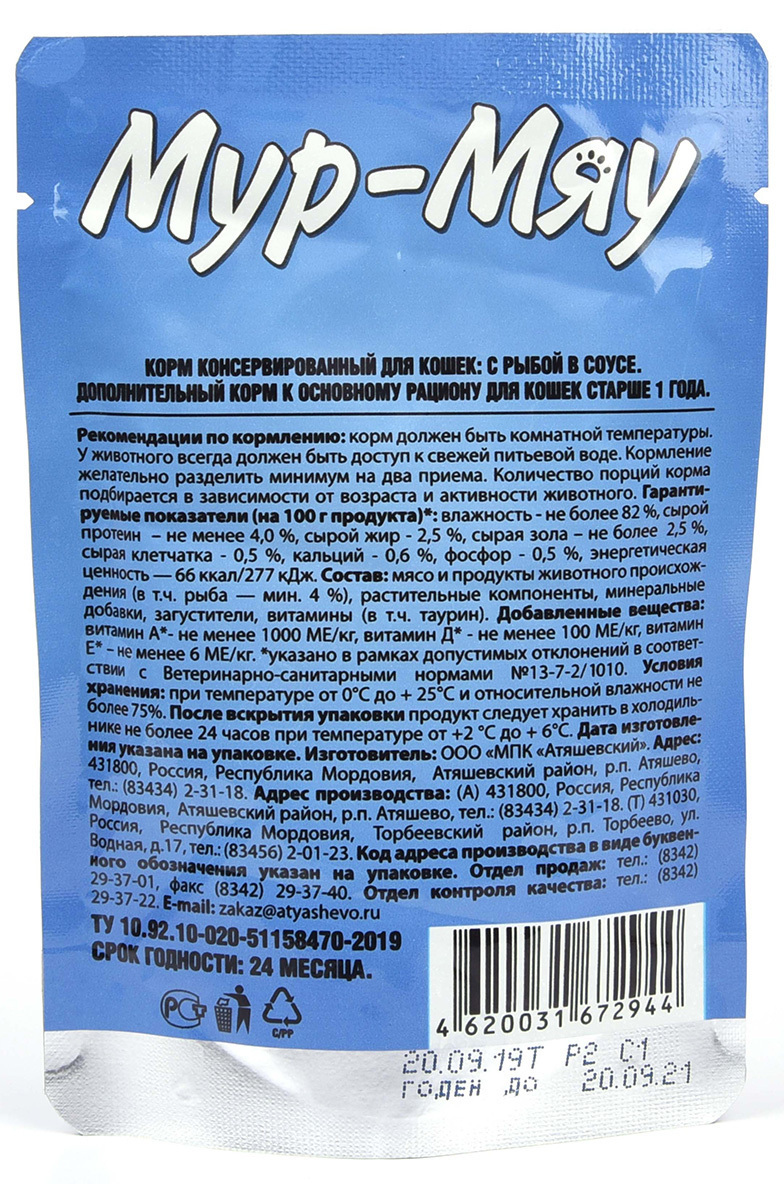 Мур-Мяу
КОРМ КОНСЕРВИРОВАННЫЙ ДЛЯ КОШЕК: С РЫБОЙ В СОУСЕ.
ДОПОЛНИТЕЛЬНЫЙ КОРМ К ОСНОВНОМУ РАЦИОНУ ДЛЯ КОШЕК СТАРШЕ 1 ГОДА.
Рекомендации по кормлению: корм должен быть комнатной температуры.
У животного всегда должен быть доступ к свежей питьевой воде. Кормление
желательно разделить минимум на два приема. Количество порций корма
подбирается в зависимости от возраста и активности животного. Гаранти-
руемые показатели (на 100 г продукта)*: влажность - не более 82 %, сырой
протеин – не менее 4,0 %, сырой жир - 2,5 %, сырая зола – не более 2,5 %,
сырая клетчатка - 0,5 %, кальций - 0,6 %, фосфор - 0,5 %, энергетическая
ценность — 66 ккал/277 кДж. Состав: мясо и продукты животного происхож-
дения (в т.ч. рыба — мин. 4 %), растительные компоненты, минеральные
добавки, загустители, витамины (в т.ч. таурин). Добавленные вещества:
витамин А*- не менее 1000 МЕ/кг, витамин Д* - не менее 100 МЕ/кг, витамин
Е* – не менее 6 МЕ/кг. *указано в рамках допустимых отклонений в соответ-
ствии с Ветеринарно-санитарными нормами №13-7-2/1010. Условия
хранения: при температуре от 0°С до + 25°С и относительной влажности не
более 75%. После вскрытия упаковки продукт следует хранить в холодиль-
нике не более 24 часов при температуре от +2 °С до + 6°С. Дата изготовле-
ния указана на упаковке. Изготовитель: ООО «МПК «Атяшевский». Адрес:
431800, Россия, Республика Мордовия, Атяшевский район, р.п. Атяшево,
тел.: (83434) 2-31-18. Адрес производства: (А) 431800, Россия, Республика
Мордовия, Атяшевский район, р.п. Атяшево, тел.: (83434) 2-31-18. (Т) 431030,
Россия, Республика Мордовия, Торбеевский район, р.п. Торбеево, ул.
Водная, д.17, тел.: (83456) 2-01-23. Код адреса производства в виде буквен-
ного обозначения указан на упаковке. Отдел продаж: тел.: (8342)
29-37-01, факс (8342) 29-37-40. Отдел контроля качества: тел.: (8342)
29-37-22. E-mail: zakaz@atyashevo.ru
ТУ 10.92.10-020-51158470-2019
СРОК ГОДНОСТИ: 24 МЕСЯЦА.
РСТ
C/PP
4 620031 672944
20.09.19Т Р2 С1
ГОДЕН ДО 20.09.21